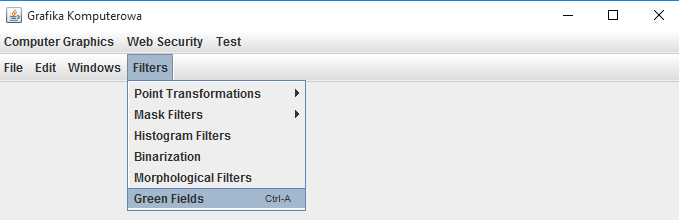 Grafika Komputerowa
Computer Graphics Web Security Test
File Edit Windows Filters
Point Transformations
Mask Filters
Histogram Filters
Binarization
Morphological Filters
Green Fields Ctrl-A